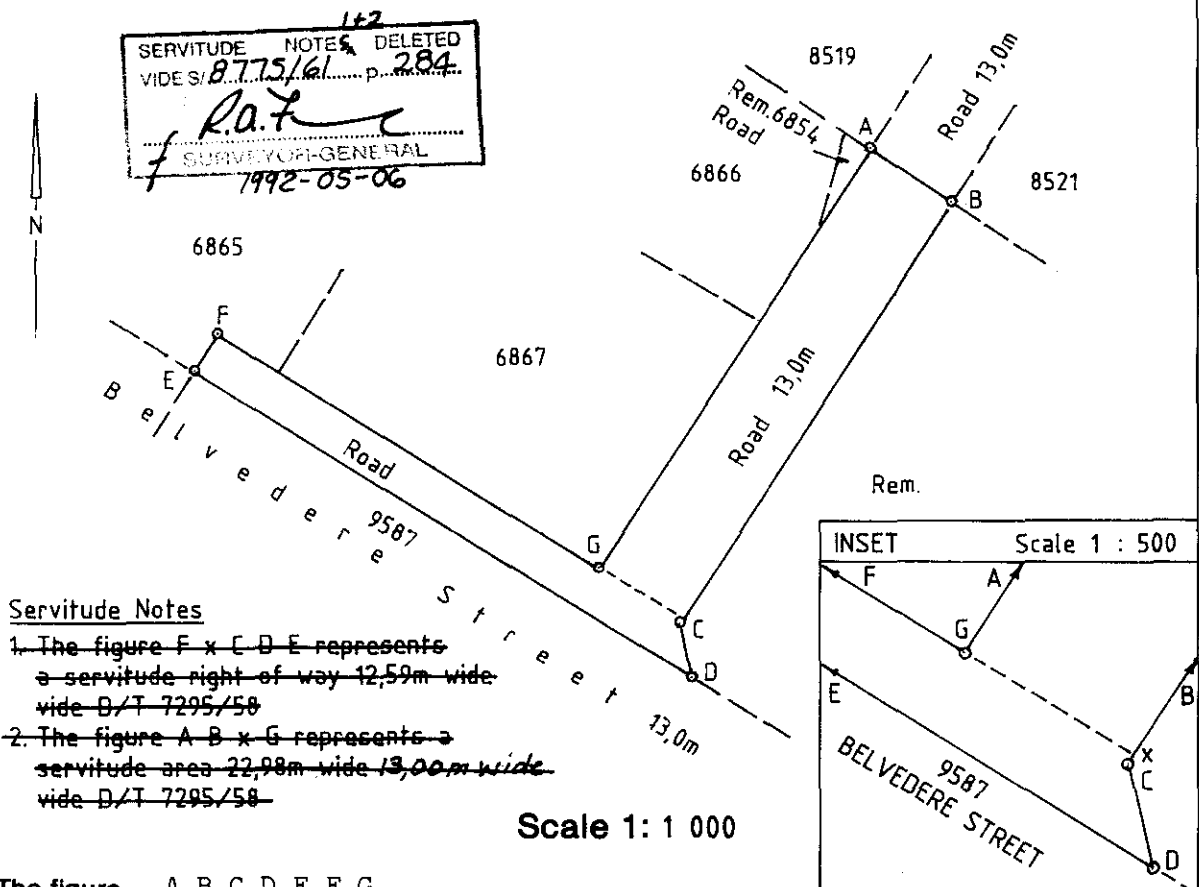 1+2
SERVITUDE NOTES DELETED
VIDE S/ 8775/61 p. 284
SURVEYOR-GENERAL
1992-05-06
N
8519
Road 13,0m
Rem. 6854
Road
A
6866
B
8521
6865
F
6867
E
Road 13,0m
Road
Belvedere Street 13,0m
9587
Rem.
G
C
D
INSET Scale 1 : 500
F
A
G
E
B
x
C
9587
BELVEDERE STREET
D
Servitude Notes
1. The figure F x C D E represents
a servitude right of way 12,59m wide
vide D/T 7295/58
2. The figure A B x G represents a
servitude area 22,98m wide 13,00m wide
vide D/T 7295/58
Scale 1: 1 000
The figure A B C D E F G